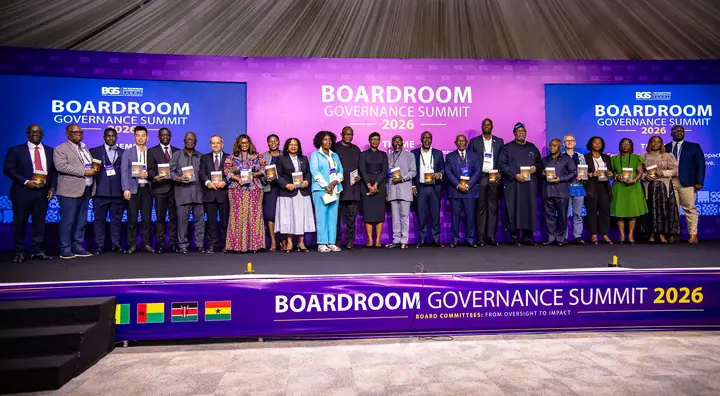 BGS
BOARDROOM
GOVERNANCE SUMMIT
2026
BOARDROOM
GOVERNANCE SUMMIT
2026
THEME
BGS
BOARDROOM
GOVERNANCE SUMMIT
2026
BOARDROOM GOVERNANCE SUMMIT 2026
BOARD COMMITTEES: FROM OVERSIGHT TO IMPACT